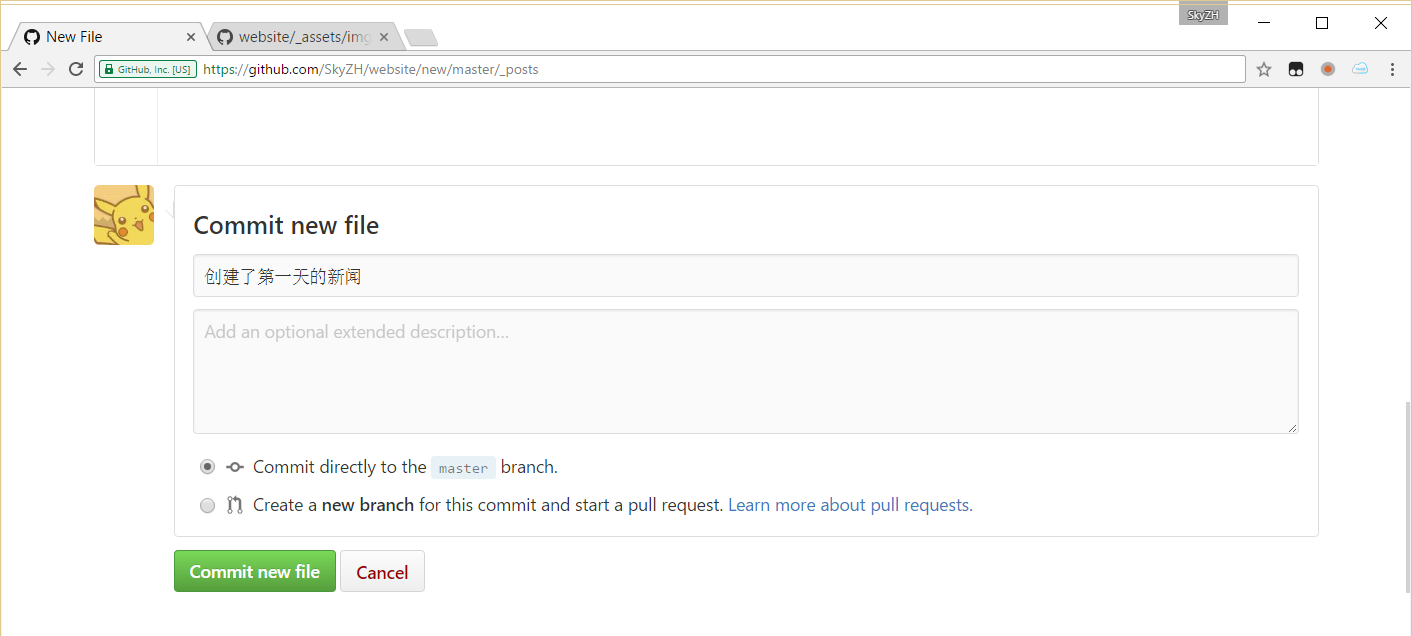 SkyZH
New File
website/_assets/img
GitHub, Inc. [US]
https://github.com/SkyZH/website/new/master/_posts
Commit new file
创建了第一天的新闻
Add an optional extended description...
Commit directly to the master branch.
Create a new branch for this commit and start a pull request. Learn more about pull requests.
Commit new file
Cancel